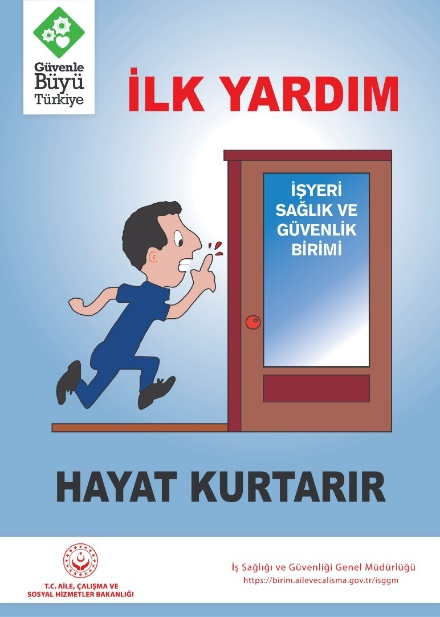 Güvenle
Büyü
Türkiye
İLK YARDIM
İŞYERİ
SAĞLIK VE
GÜVENLİK
BİRİMİ
HAYAT KURTARIR
T.C. AİLE, ÇALIŞMA VE
SOSYAL HİZMETLER BAKANLIĞI
İş Sağlığı ve Güvenliği Genel Müdürlüğü
https://birim.ailevecalisma.gov.tr/isggm